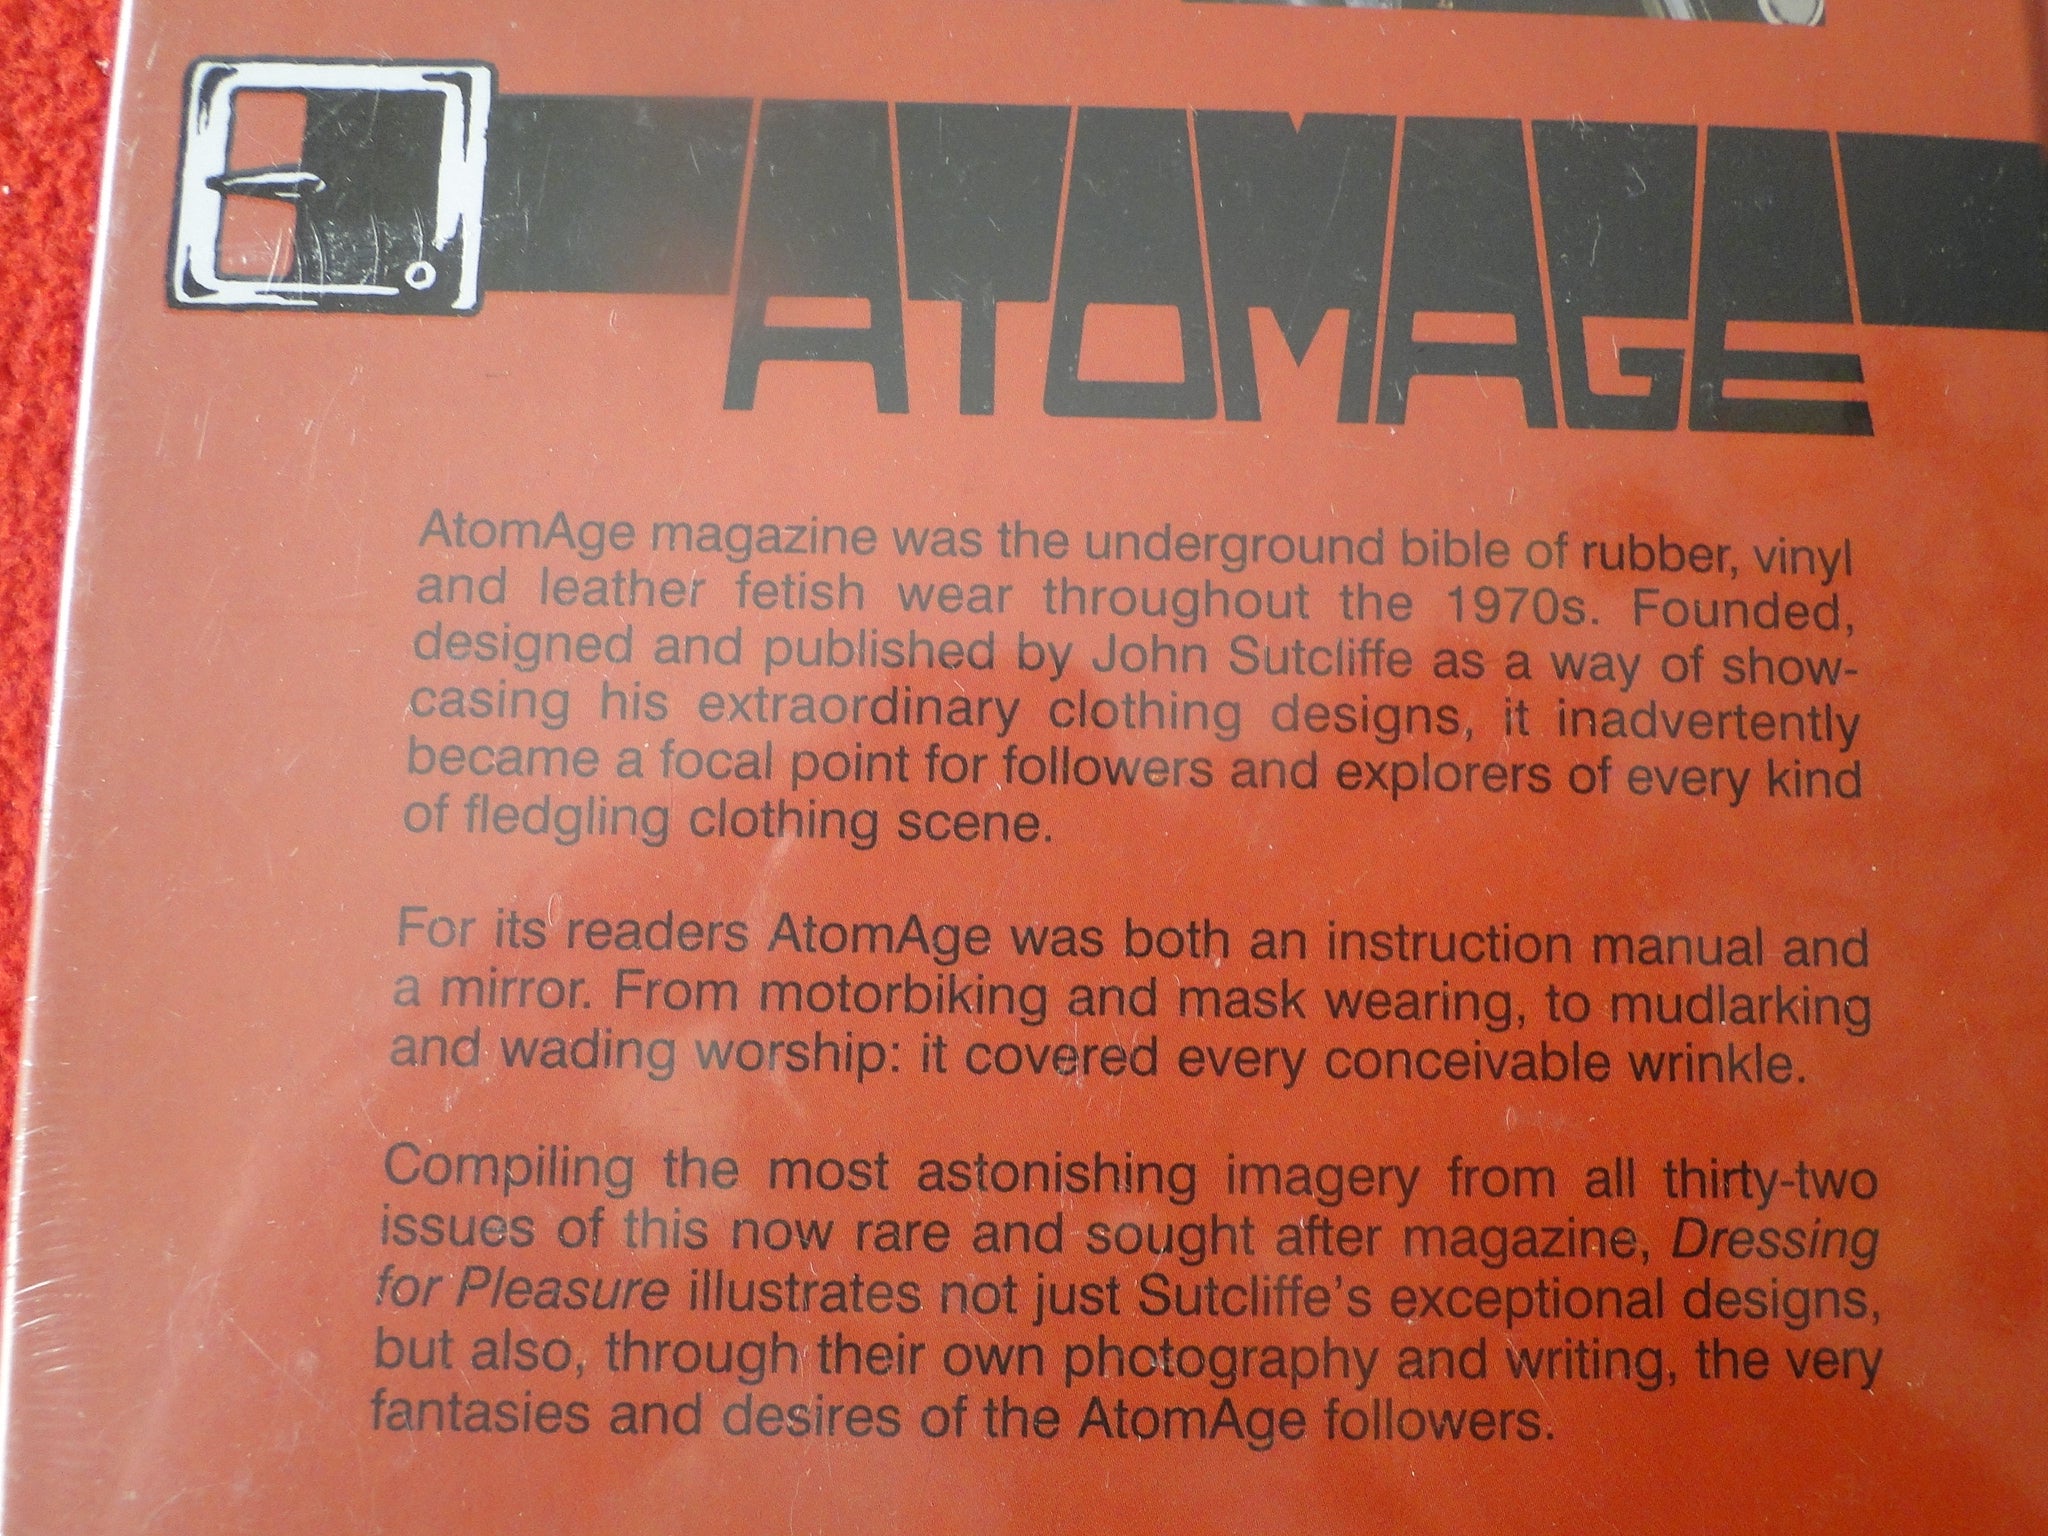 ATOMAGE
AtomAge magazine was the underground bible of rubber, vinyl
and leather fetish wear throughout the 1970s. Founded,
designed and published by John Sutcliffe as a way of show-
casing his extraordinary clothing designs, it inadvertently
became a focal point for followers and explorers of every kind
of fledgling clothing scene.
For its readers AtomAge was both an instruction manual and
a mirror. From motorbiking and mask wearing, to mudlarking
and wading worship: it covered every conceivable wrinkle.
Compiling the most astonishing imagery from all thirty-two
issues of this now rare and sought after magazine, Dressing
for Pleasure illustrates not just Sutcliffe's exceptional designs,
but also, through their own photography and writing, the very
fantasies and desires of the AtomAge followers.